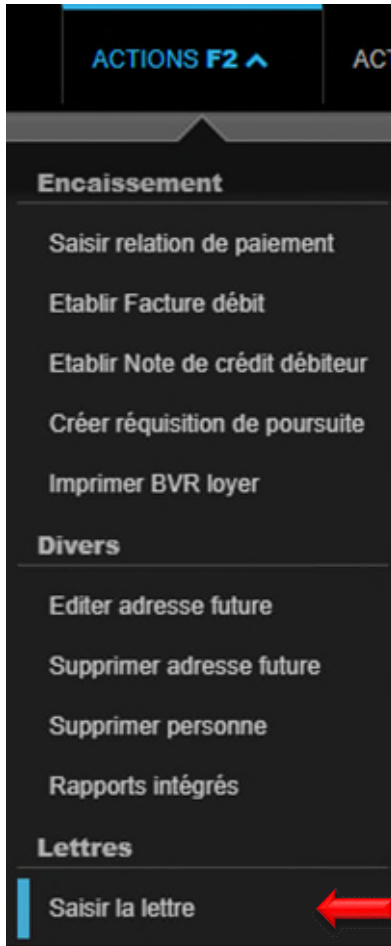 ACTIONS F2 ACT
Encaissement
Saisir relation de paiement
Etablir Facture débit
Etablir Note de crédit débiteur
Créer réquisition de poursuite
Imprimer BVR loyer
Divers
Editer adresse future
Supprimer adresse future
Supprimer personne
Rapports intégrés
Lettres
Saisir la lettre